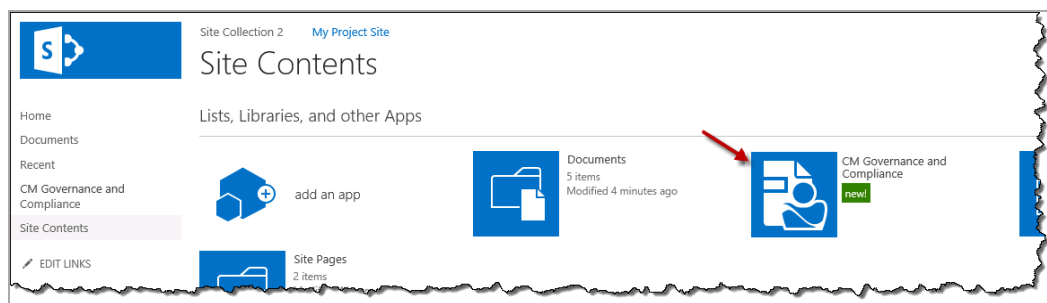 Site Collection 2 My Project Site
Site Contents
Home
Documents
Recent
CM Governance and
Compliance
Site Contents
EDIT LINKS
Lists, Libraries, and other Apps
add an app
Documents
5 items
Modified 4 minutes ago
CM Governance and
Compliance
new!
Site Pages
2 items